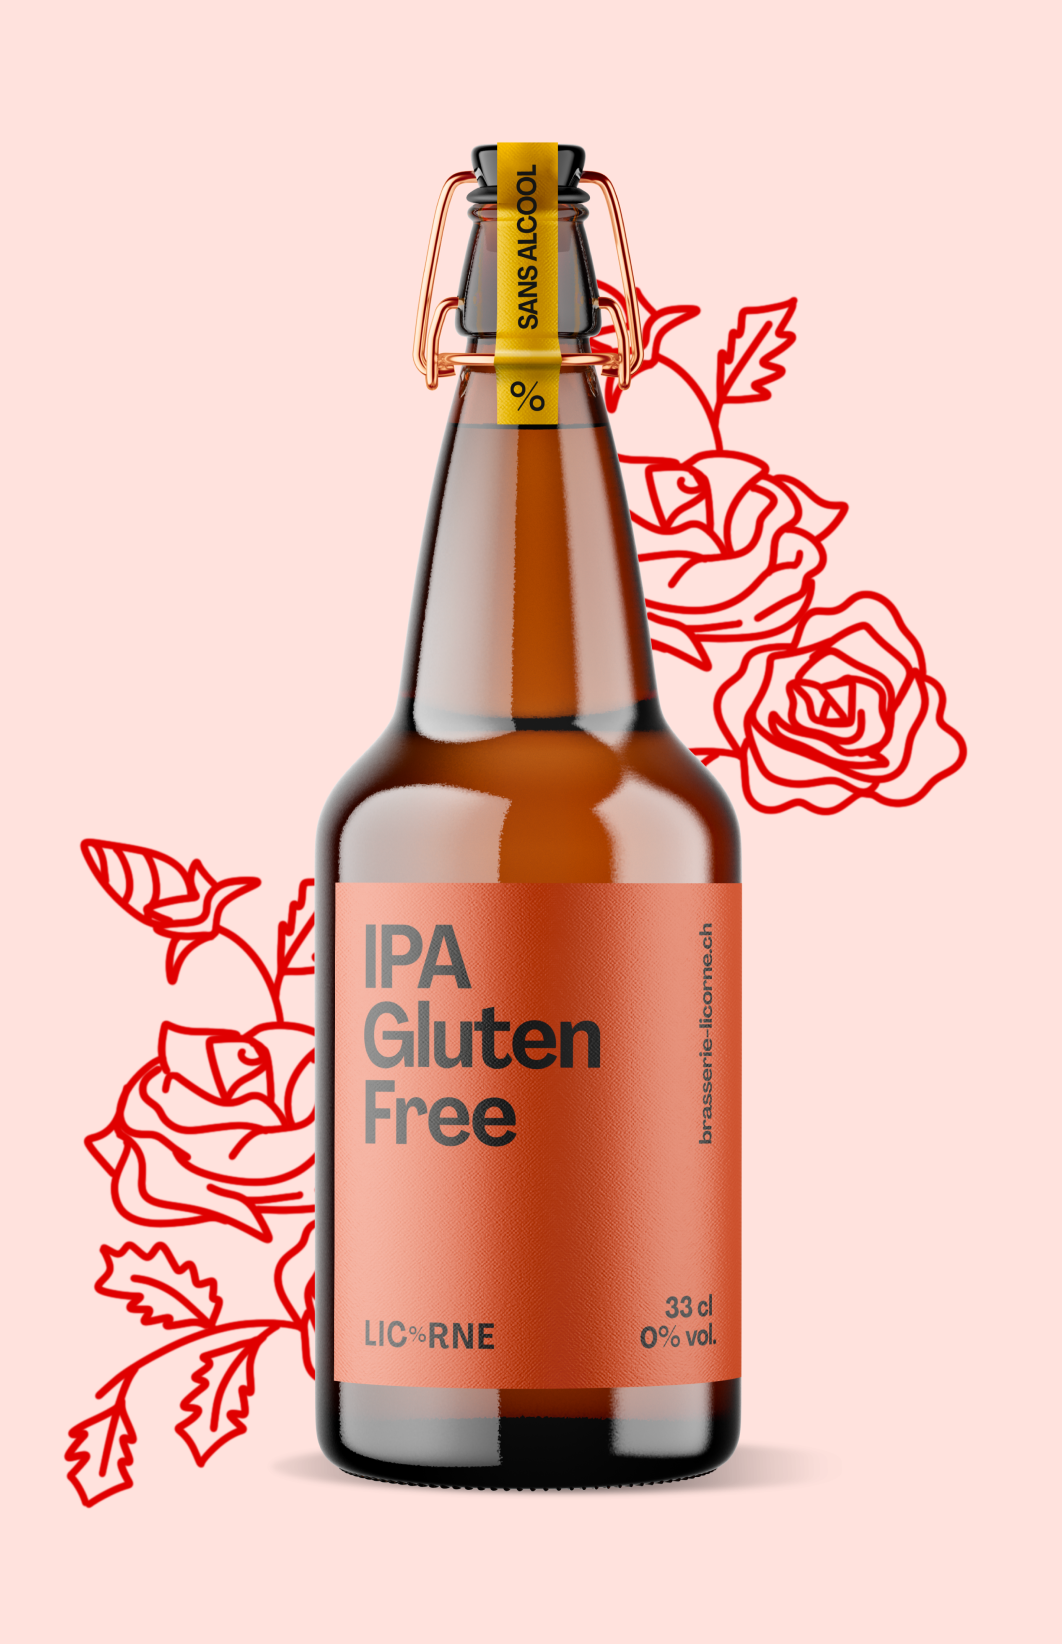 SANS ALCOOL
%
IPA
Gluten
Free
brasserie-licorne.ch
LIC%RNE
33 cl
0% vol.